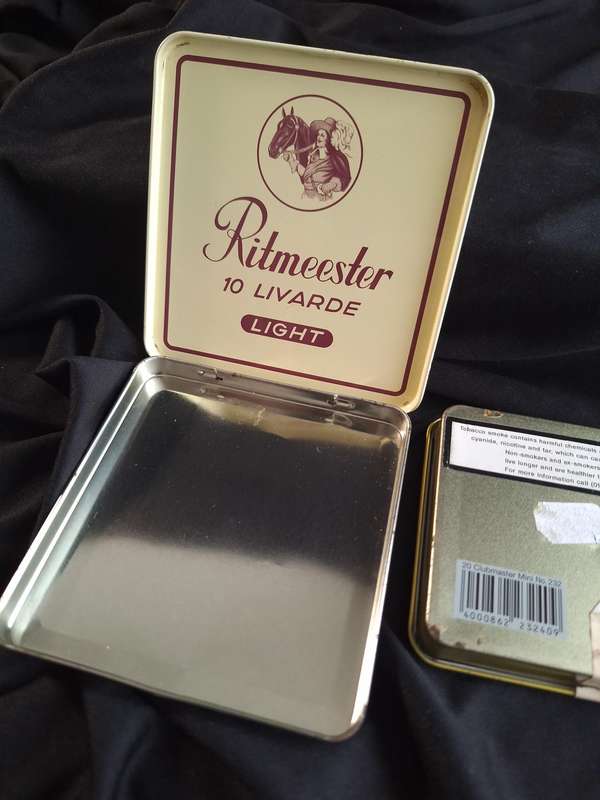 Ritmeester
10 LIVARDE
LIGHT
Tobacco smoke contains harmful chemicals
cyanide, nicotine and tar, which can
Non-smokers and ex-smokers
live longer and are healthier
For more information call
20 Clubmaster Mini No. 232
4000862 232409